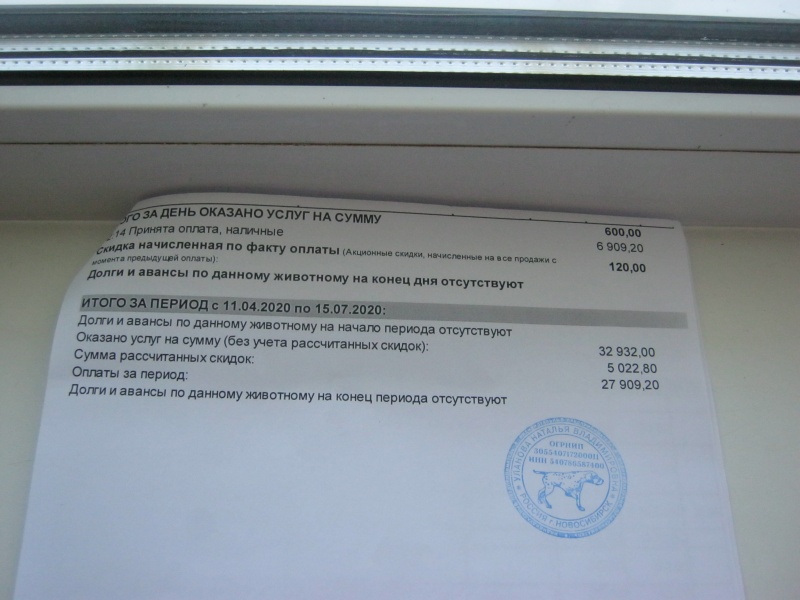 ОГО ЗА ДЕНЬ ОКАЗАНО УСЛУГ НА СУММУ 600,00
14 Принята оплата, наличные 6 909,20
Скидка начисленная по факту оплаты (Акционные скидки, начисленные на все продажи с
момента предыдущей оплаты): 120,00
Долги и авансы по данному животному на конец дня отсутствуют
ИТОГО ЗА ПЕРИОД с 11.04.2020 по 15.07.2020:
Долги и авансы по данному животному на начало периода отсутствуют
Оказано услуг на сумму (без учета рассчитанных скидок): 32 932,00
Сумма рассчитанных скидок: 5 022,80
Оплаты за период: 27 909,20
Долги и авансы по данному животному на конец периода отсутствуют
УЛАНОВА НАТАЛЬЯ ВЛАДИМИРОВНА
ОГРНИП
ИНН
РОССИЯ г. НОВОСИБИРСК